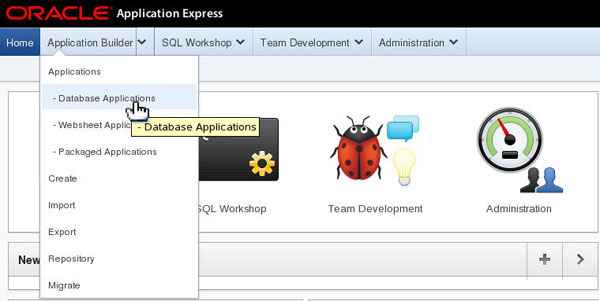 ORACLE Application Express
Home Application Builder SQL Workshop Team Development Administration
Applications
- Database Applications
- Websheet Applic
- Database Applications
- Packaged Applications
Create
Import
Export
Repository
Migrate
SQL Workshop Team Development Administration
New